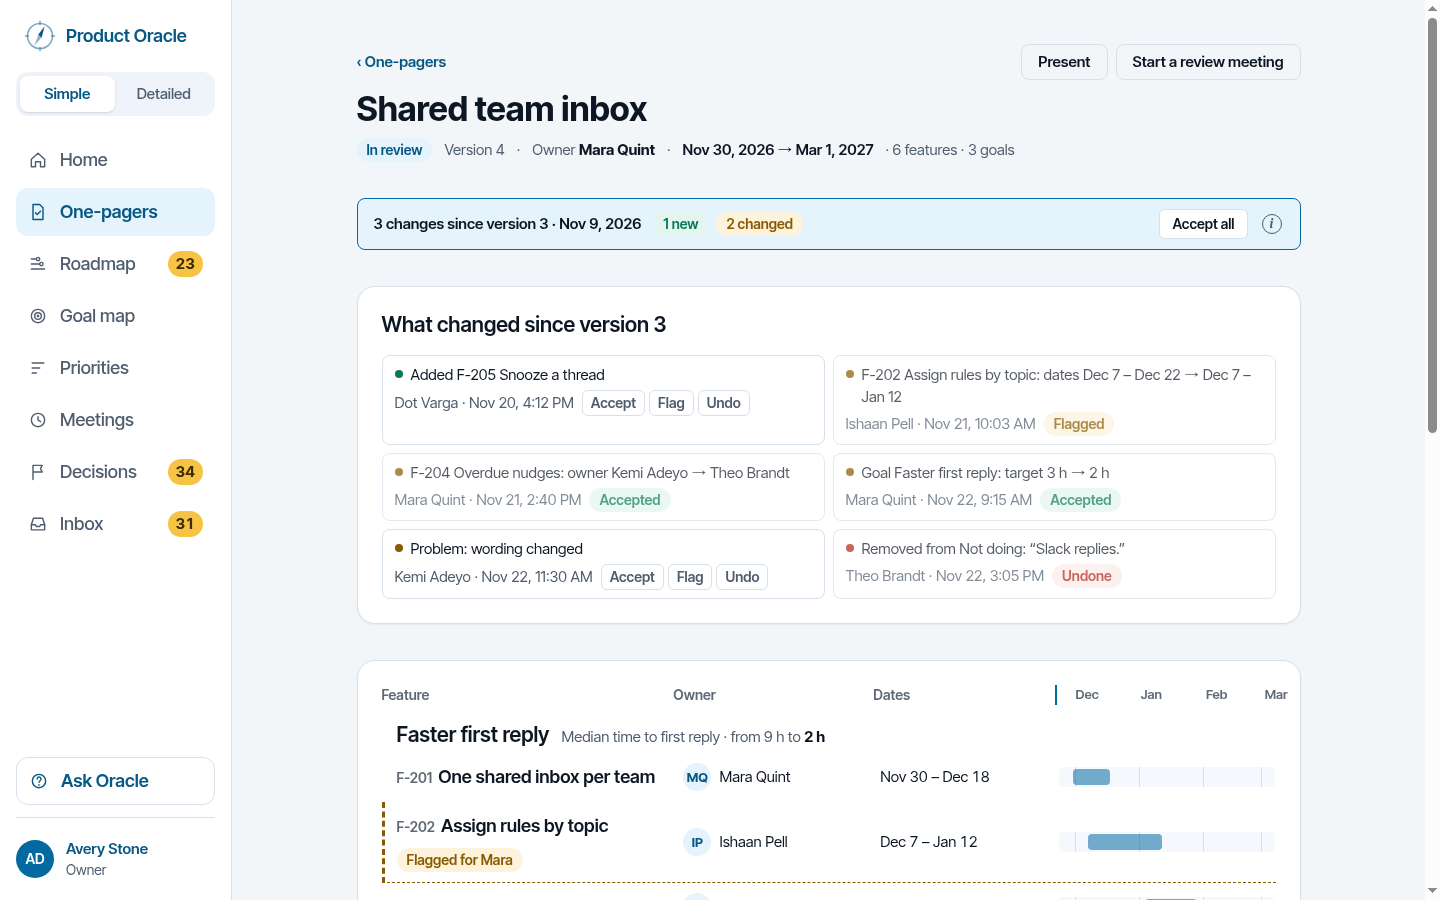 Product Oracle
Simple
Detailed
Home
One-pagers
Roadmap 23
Goal map
Priorities
Meetings
Decisions 34
Inbox 31
Ask Oracle
AD
Avery Stone
Owner
‹ One-pagers
Present
Start a review meeting
Shared team inbox
In review Version 4 · Owner Mara Quint · Nov 30, 2026 → Mar 1, 2027 · 6 features · 3 goals
3 changes since version 3 · Nov 9, 2026 1 new 2 changed
Accept all
i
What changed since version 3
Added F-205 Snooze a thread
Dot Varga · Nov 20, 4:12 PM Accept Flag Undo
F-202 Assign rules by topic: dates Dec 7 – Dec 22 → Dec 7 –
Jan 12
Ishaan Pell · Nov 21, 10:03 AM Flagged
F-204 Overdue nudges: owner Kemi Adeyo → Theo Brandt
Mara Quint · Nov 21, 2:40 PM Accepted
Goal Faster first reply: target 3 h → 2 h
Mara Quint · Nov 22, 9:15 AM Accepted
Problem: wording changed
Kemi Adeyo · Nov 22, 11:30 AM Accept Flag Undo
Removed from Not doing: “Slack replies.”
Theo Brandt · Nov 22, 3:05 PM Undone
Feature Owner Dates Dec Jan Feb Mar
Faster first reply Median time to first reply · from 9 h to 2 h
F-201 One shared inbox per team MQ Mara Quint Nov 30 – Dec 18
F-202 Assign rules by topic IP Ishaan Pell Dec 7 – Jan 12
Flagged for Mara